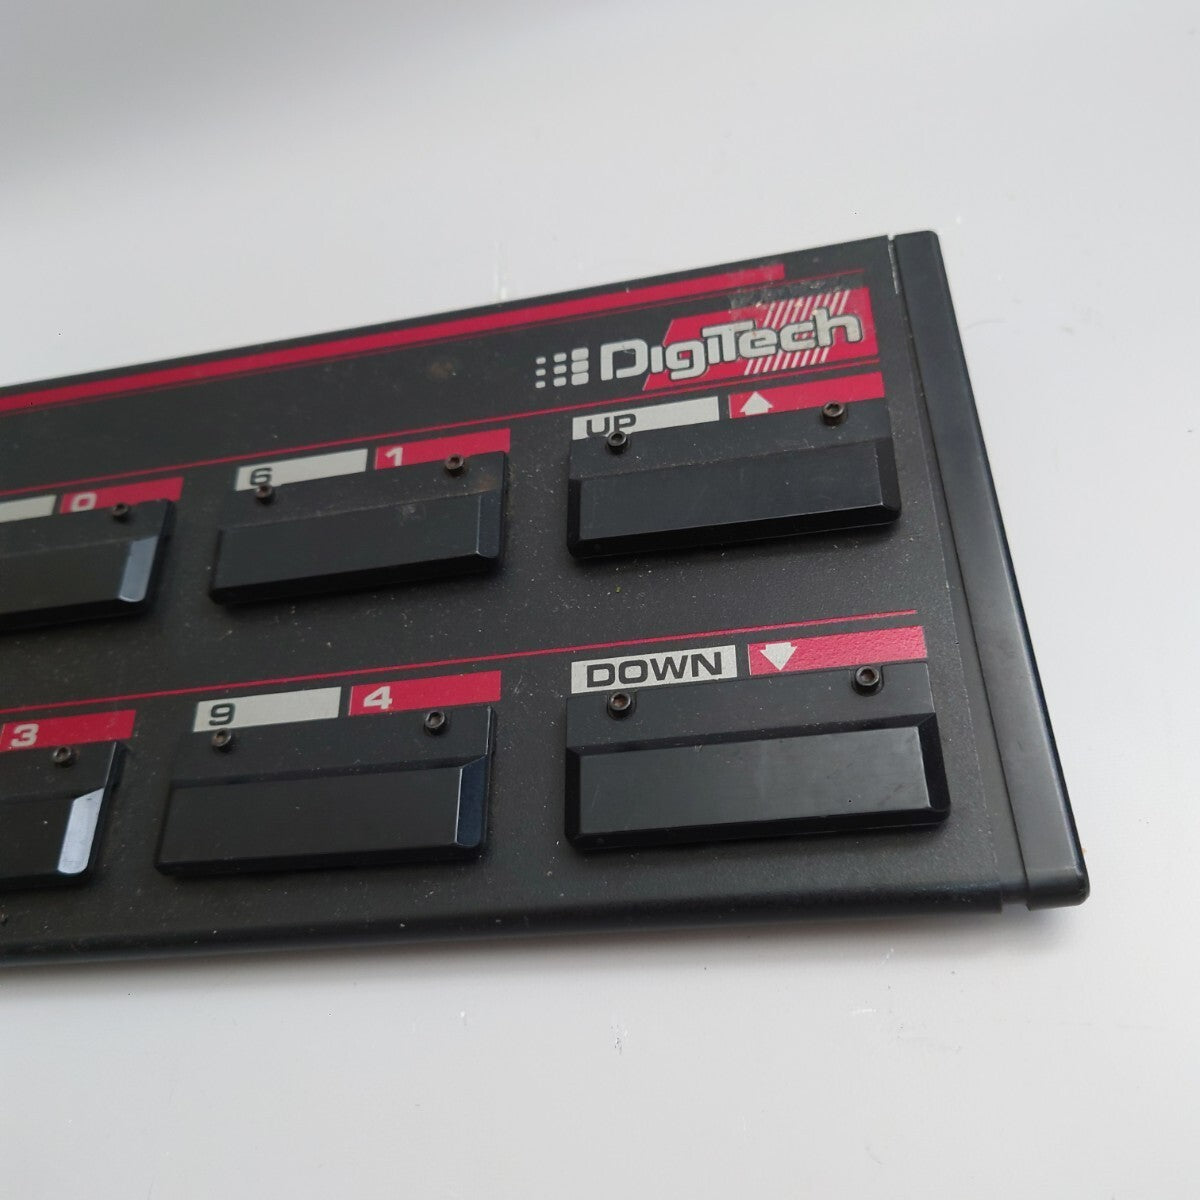 DigiTech
UP
6 1
0
DOWN
9 4
3